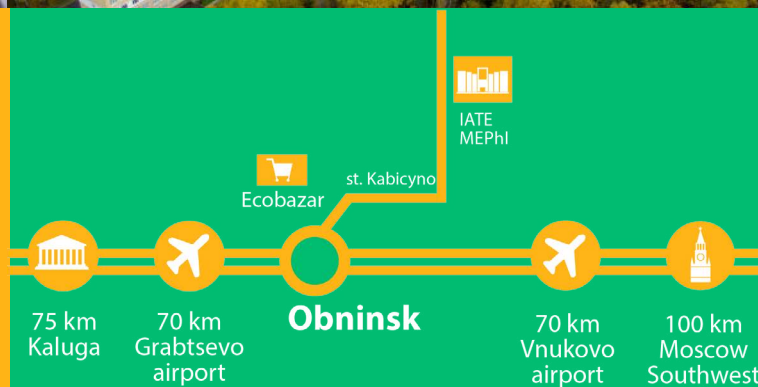 IATE
MEPhI
st. Kabicyno
Ecobazar
Obninsk
75 km
Kaluga
70 km
Grabtsevo
airport
70 km
Vnukovo
airport
100 km
Moscow
Southwest